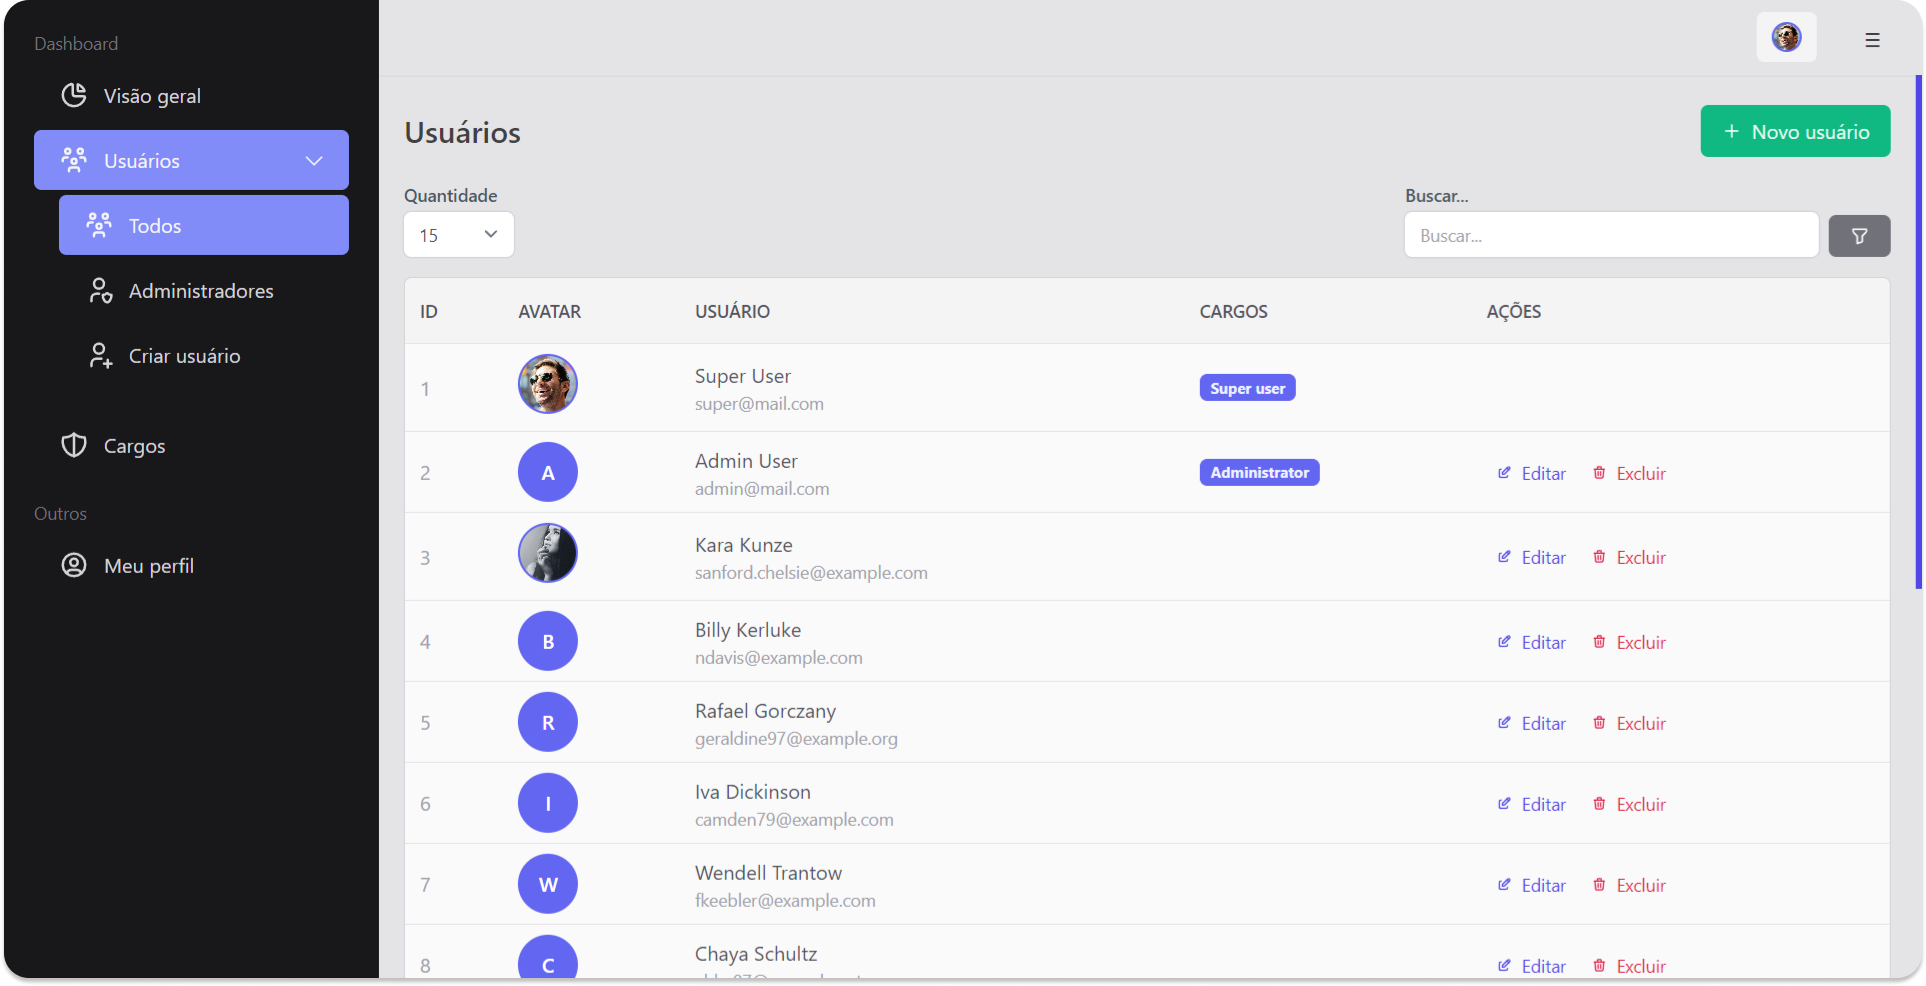 Dashboard
Visão geral
Usuários
Todos
Administradores
Criar usuário
Cargos
Outros
Meu perfil
Usuários
Novo usuário
Quantidade
15
Buscar...
Buscar...
ID AVATAR USUÁRIO CARGOS AÇÕES
1 Super User Super user
super@mail.com
2 A Admin User Administrator Editar Excluir
admin@mail.com
3 Kara Kunze Editar Excluir
sanford.chelsie@example.com
4 B Billy Kerluke Editar Excluir
ndavis@example.com
5 R Rafael Gorczany Editar Excluir
geraldine97@example.org
6 I Iva Dickinson Editar Excluir
camden79@example.com
7 W Wendell Trantow Editar Excluir
fkeebler@example.com
8 C Chaya Schultz Editar Excluir